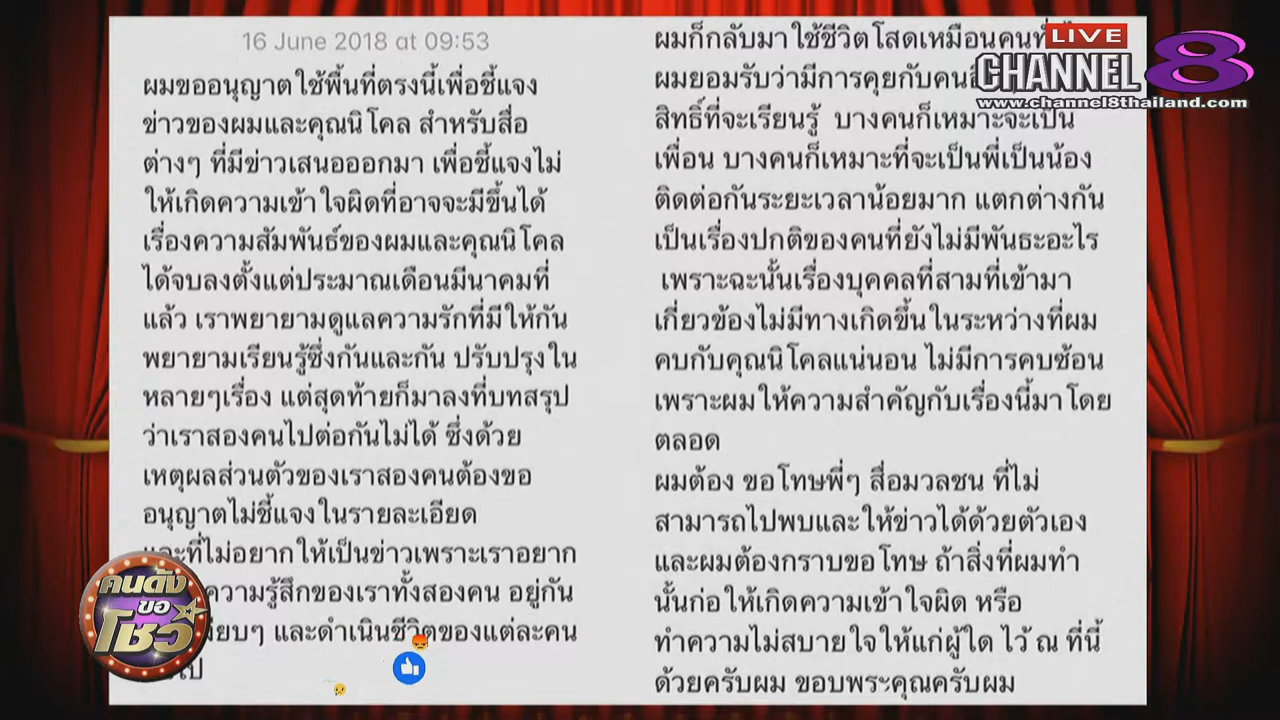 16 June 2018 at 09:53
ผมขออนุญาตใช้พื้นที่ตรงนี้เพื่อชี้แจง
ข่าวของผมและคุณนิโคล สำหรับสื่อ
ต่างๆ ที่มีข่าวเสนอออกมา เพื่อชี้แจงไม่
ให้เกิดความเข้าใจผิดที่อาจจะมีขึ้นได้
เรื่องความสัมพันธ์ของผมและคุณนิโคล
ได้จบลงตั้งแต่ประมาณเดือนมีนาคมที่
แล้ว เราพยายามดูแลความรักที่มีให้กัน
พยายามเรียนรู้ซึ่งกันและกัน ปรับปรุงใน
หลายๆเรื่อง แต่สุดท้ายก็มาลงที่บทสรุป
ว่าเราสองคนไปต่อกันไม่ได้ ซึ่งด้วย
เหตุผลส่วนตัวของเราสองคนต้องขอ
อนุญาตไม่ชี้แจงในรายละเอียด
ที่ไม่อยากให้เป็นข่าวเพราะเราอยาก
ความรู้สึกของเราทั้งสองคน อยู่กัน
และดำเนินชีวิตของแต่ละคน
ผมก็กลับมาใช้ชีวิตโสดเหมือนคน
ผมยอมรับว่ามีการคุยกับคน
สิทธิ์ที่จะเรียนรู้ บางคนก็เหมาะจะเป็น
เพื่อน บางคนก็เหมาะที่จะเป็นพี่เป็นน้อง
ติดต่อกันระยะเวลาน้อยมาก แตกต่างกัน
เป็นเรื่องปกติของคนที่ยังไม่มีพันธะอะไร
เพราะฉะนั้นเรื่องบุคคลที่สามที่เข้ามา
เกี่ยวข้องไม่มีทางเกิดขึ้นในระหว่างที่ผม
คบกับคุณนิโคลแน่นอน ไม่มีการคบซ้อน
เพราะผมให้ความสำคัญกับเรื่องนี้มาโดย
ตลอด
ผมต้อง ขอโทษพี่ๆ สื่อมวลชน ที่ไม่
สามารถไปพบและให้ข่าวได้ด้วยตัวเอง
และผมต้องกราบขอโทษ ถ้าสิ่งที่ผมทำ
นั้นก่อให้เกิดความเข้าใจผิด หรือ
ทำความไม่สบายใจให้แก่ผู้ใด ไว้ ณ ที่นี้
ด้วยครับผม ขอบพระคุณครับผม
LIVE
CHANNEL 8
www.channel8thailand.com
คนดัง
ขอ
โชว์